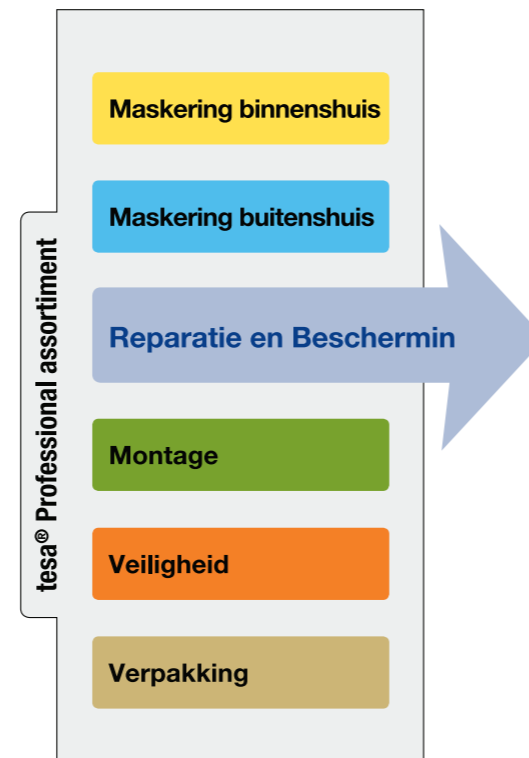 tesa® Professional assortiment
Maskering binnenshuis
Maskering buitenshuis
Reparatie en Beschermin
Montage
Veiligheid
Verpakking